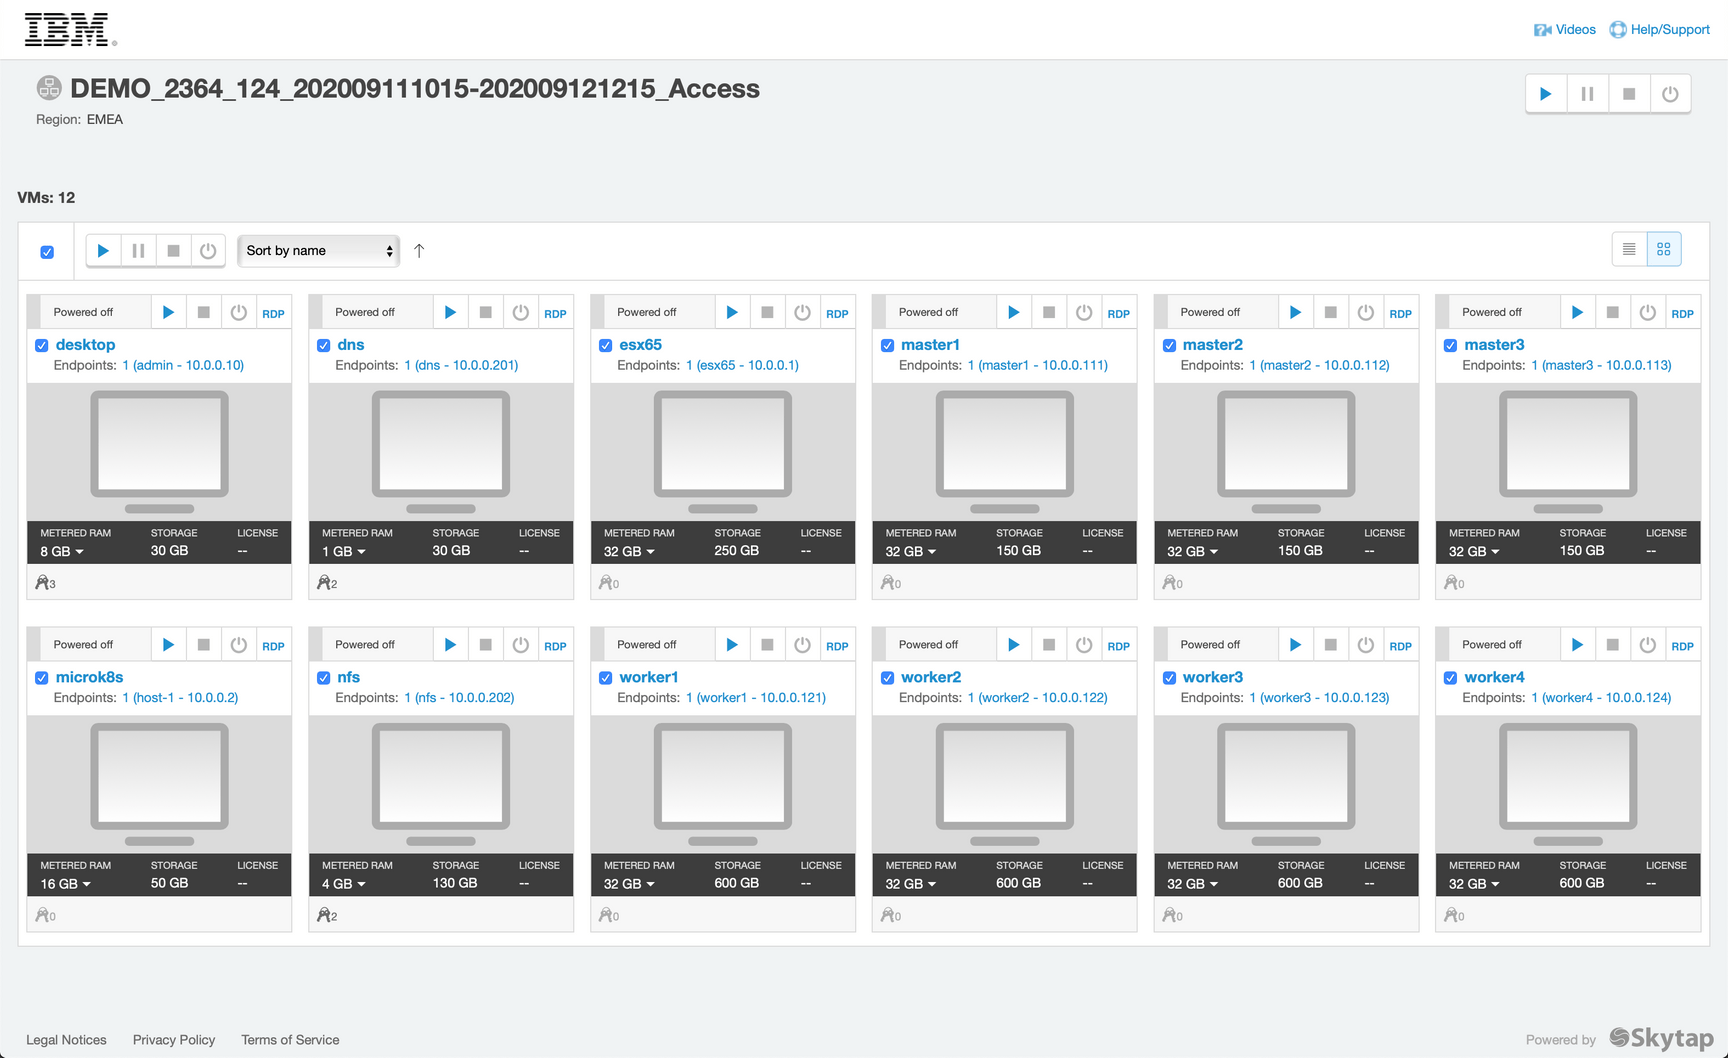 IBM
Videos Help/Support
DEMO_2364_124_202009111015-202009121215_Access
Region: EMEA
VMs: 12
Sort by name
Powered off RDP Powered off RDP Powered off RDP Powered off RDP Powered off RDP Powered off RDP
desktop dns esx65 master1 master2 master3
Endpoints: 1 (admin - 10.0.0.10) Endpoints: 1 (dns - 10.0.0.201) Endpoints: 1 (esx65 - 10.0.0.1) Endpoints: 1 (master1 - 10.0.0.111) Endpoints: 1 (master2 - 10.0.0.112) Endpoints: 1 (master3 - 10.0.0.113)
METERED RAM STORAGE LICENSE METERED RAM STORAGE LICENSE METERED RAM STORAGE LICENSE METERED RAM STORAGE LICENSE METERED RAM STORAGE LICENSE METERED RAM STORAGE LICENSE
8 GB 30 GB -- 1 GB 30 GB -- 32 GB 250 GB -- 32 GB 150 GB -- 32 GB 150 GB -- 32 GB 150 GB --
3 2 0 0 0 0
Powered off RDP Powered off RDP Powered off RDP Powered off RDP Powered off RDP Powered off RDP
microk8s nfs worker1 worker2 worker3 worker4
Endpoints: 1 (host-1 - 10.0.0.2) Endpoints: 1 (nfs - 10.0.0.202) Endpoints: 1 (worker1 - 10.0.0.121) Endpoints: 1 (worker2 - 10.0.0.122) Endpoints: 1 (worker3 - 10.0.0.123) Endpoints: 1 (worker4 - 10.0.0.124)
METERED RAM STORAGE LICENSE METERED RAM STORAGE LICENSE METERED RAM STORAGE LICENSE METERED RAM STORAGE LICENSE METERED RAM STORAGE LICENSE METERED RAM STORAGE LICENSE
16 GB 50 GB -- 4 GB 130 GB -- 32 GB 600 GB -- 32 GB 600 GB -- 32 GB 600 GB -- 32 GB 600 GB --
0 2 0 0 0 0
Legal Notices Privacy Policy Terms of Service Powered by Skytap